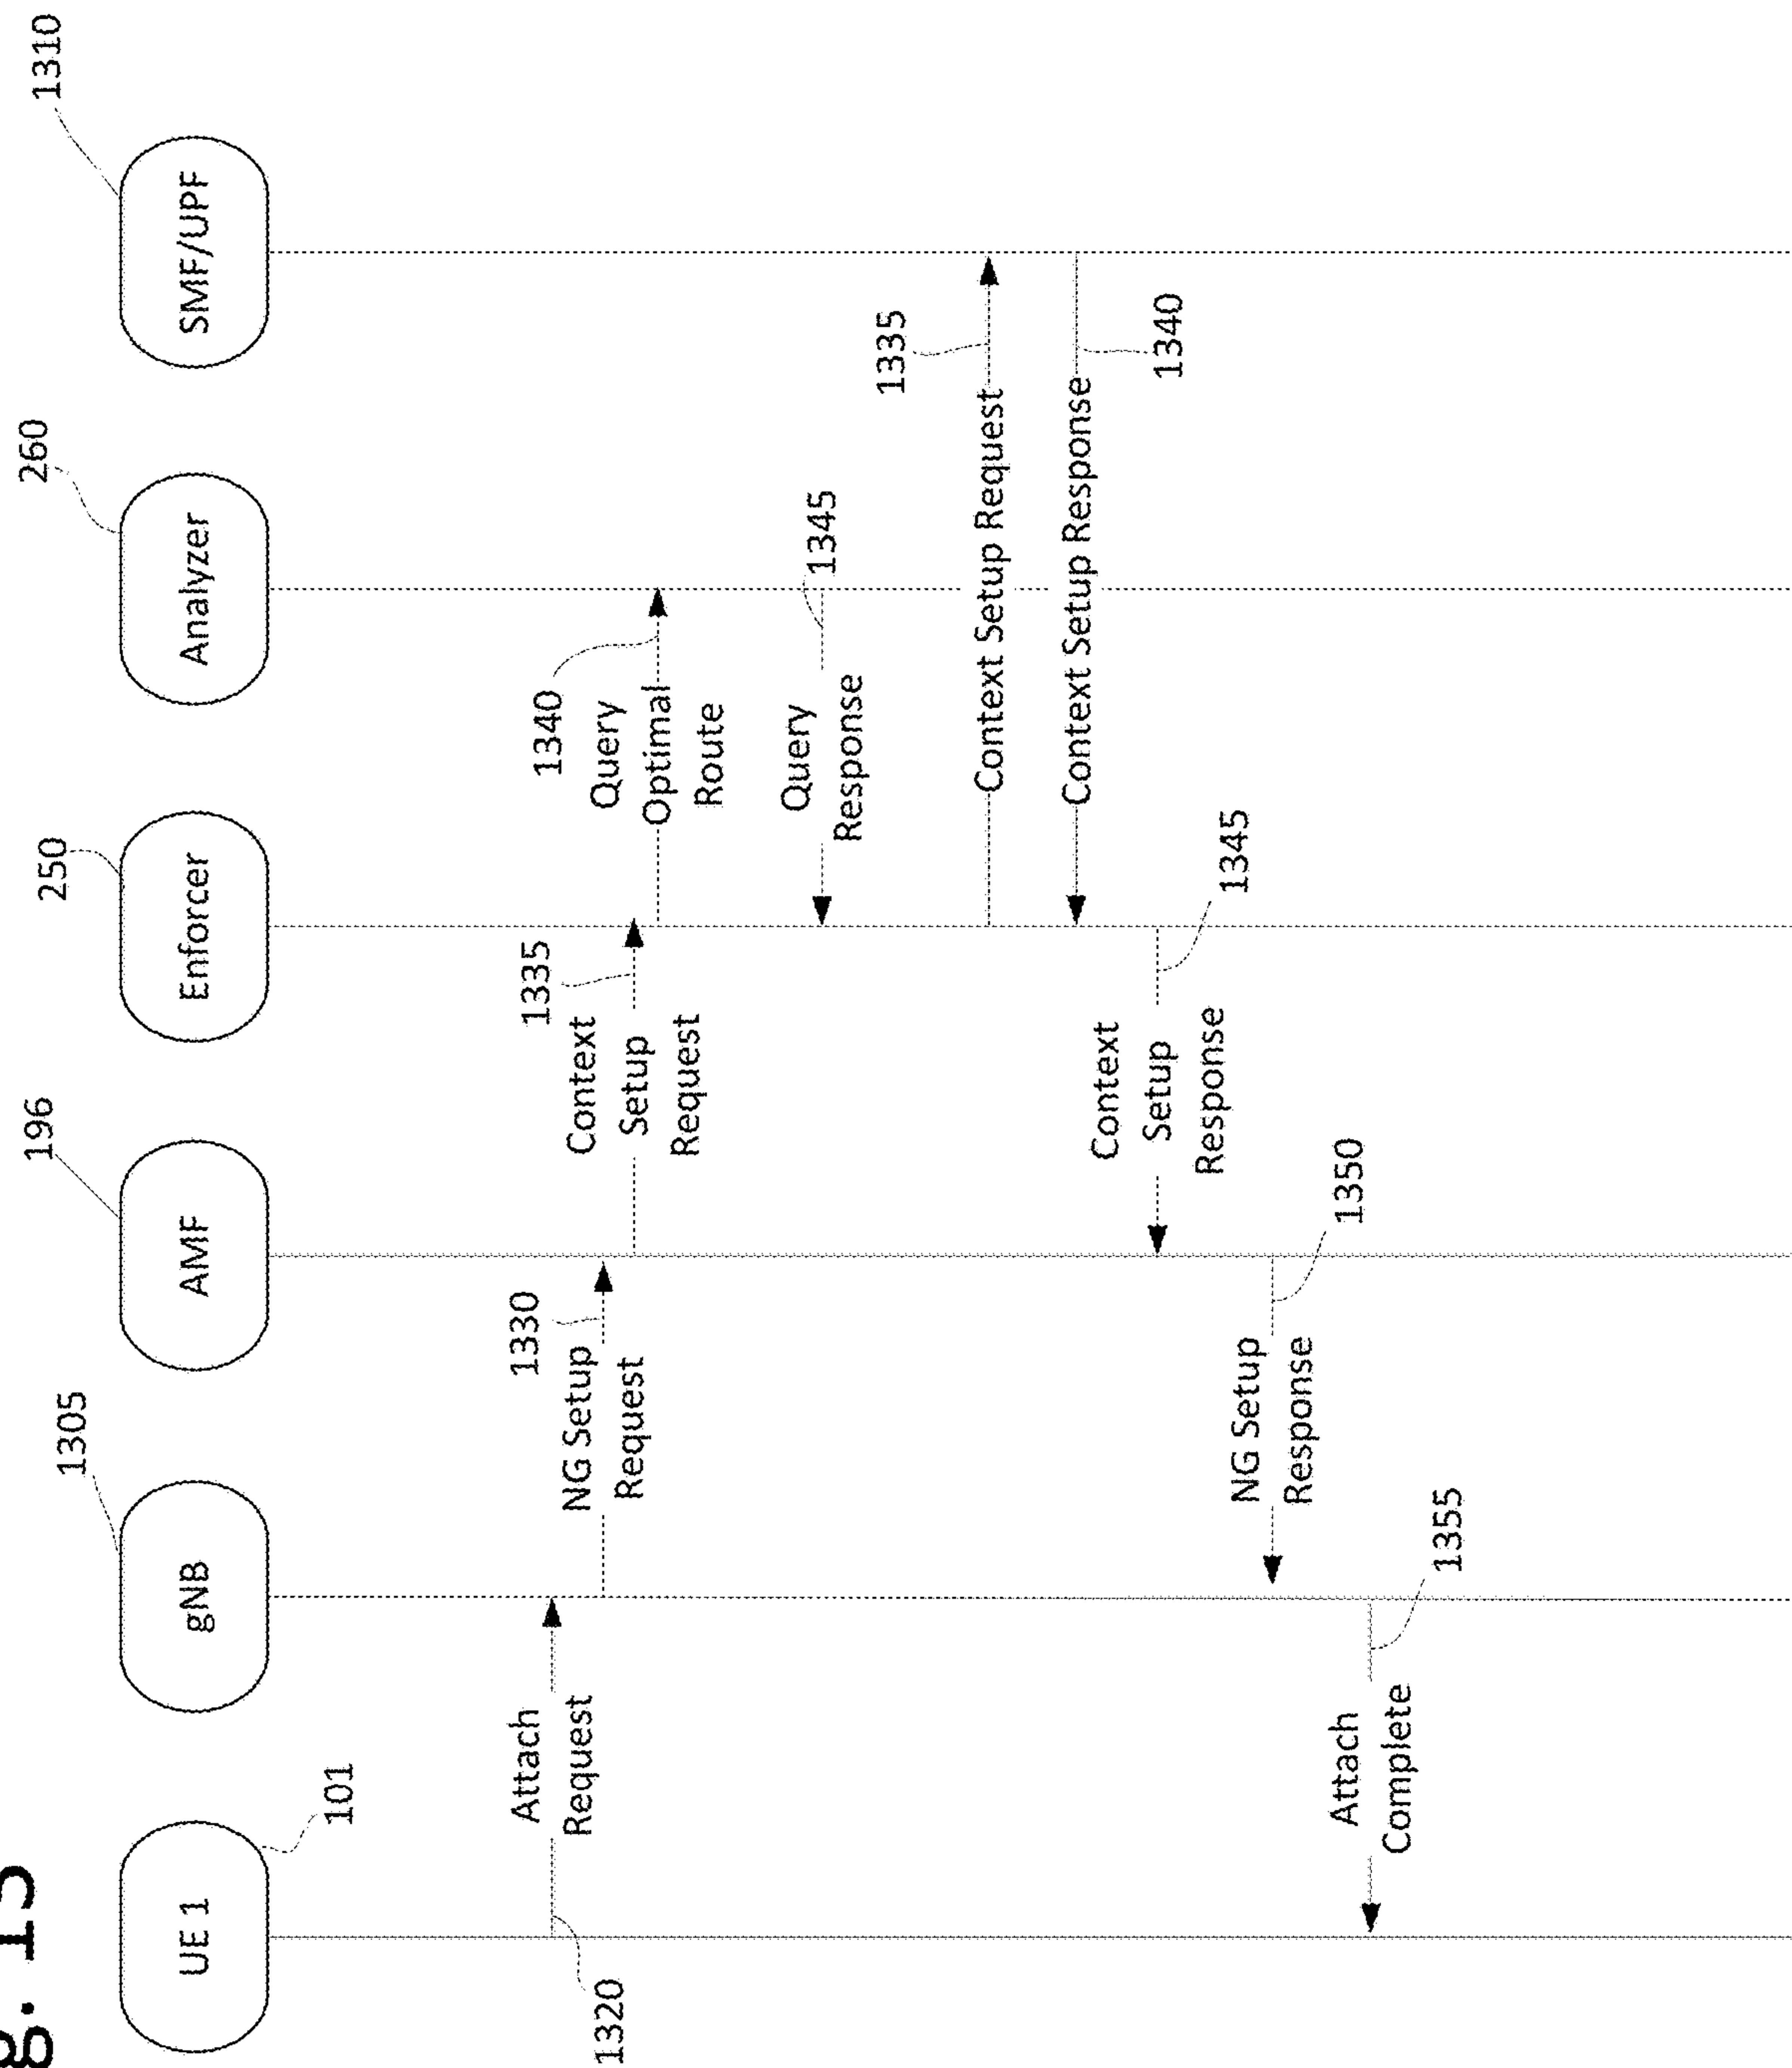 g.
260
196
1310
250
1305
UE 1
gNB
AMF
Enforcer
Analyzer
SMF/UPF
101
1320
Attach
Request
1330
NG Setup
Request
1335
Context
Setup
Request
1340
Query
Optimal
Route
1345
Query
Response
1335
Context Setup Request
Context Setup Response
1340
1345
Context
Setup
Response
1350
NG Setup
Response
1355
Attach
Complete